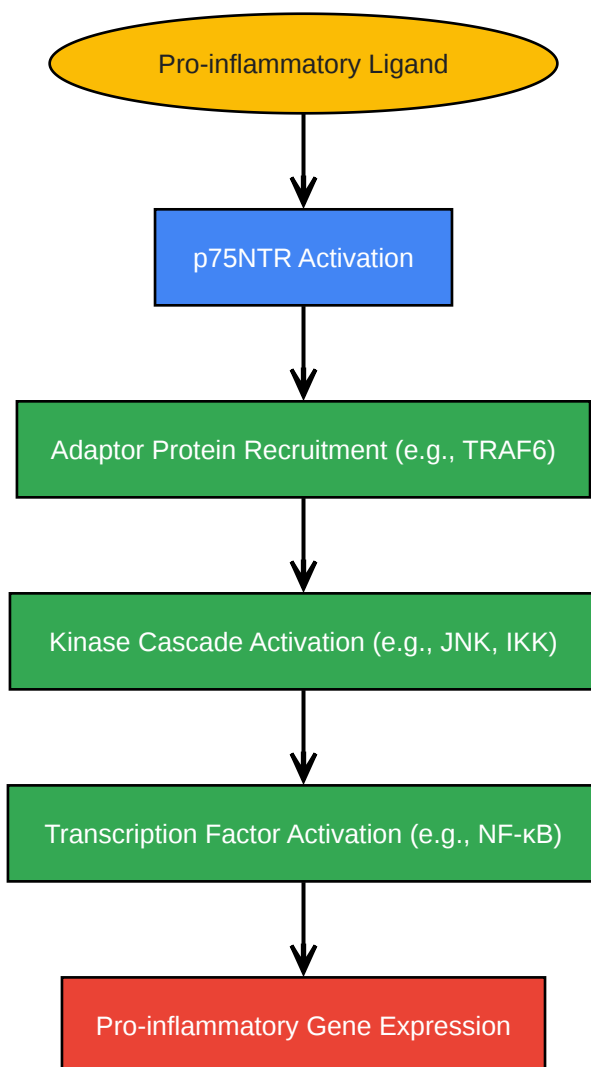 Pro-inflammatory Ligand
p75NTR Activation
Adaptor Protein Recruitment (e.g., TRAF6)
Kinase Cascade Activation (e.g., JNK, IKK)
Transcription Factor Activation (e.g., NF-κB)
Pro-inflammatory Gene Expression